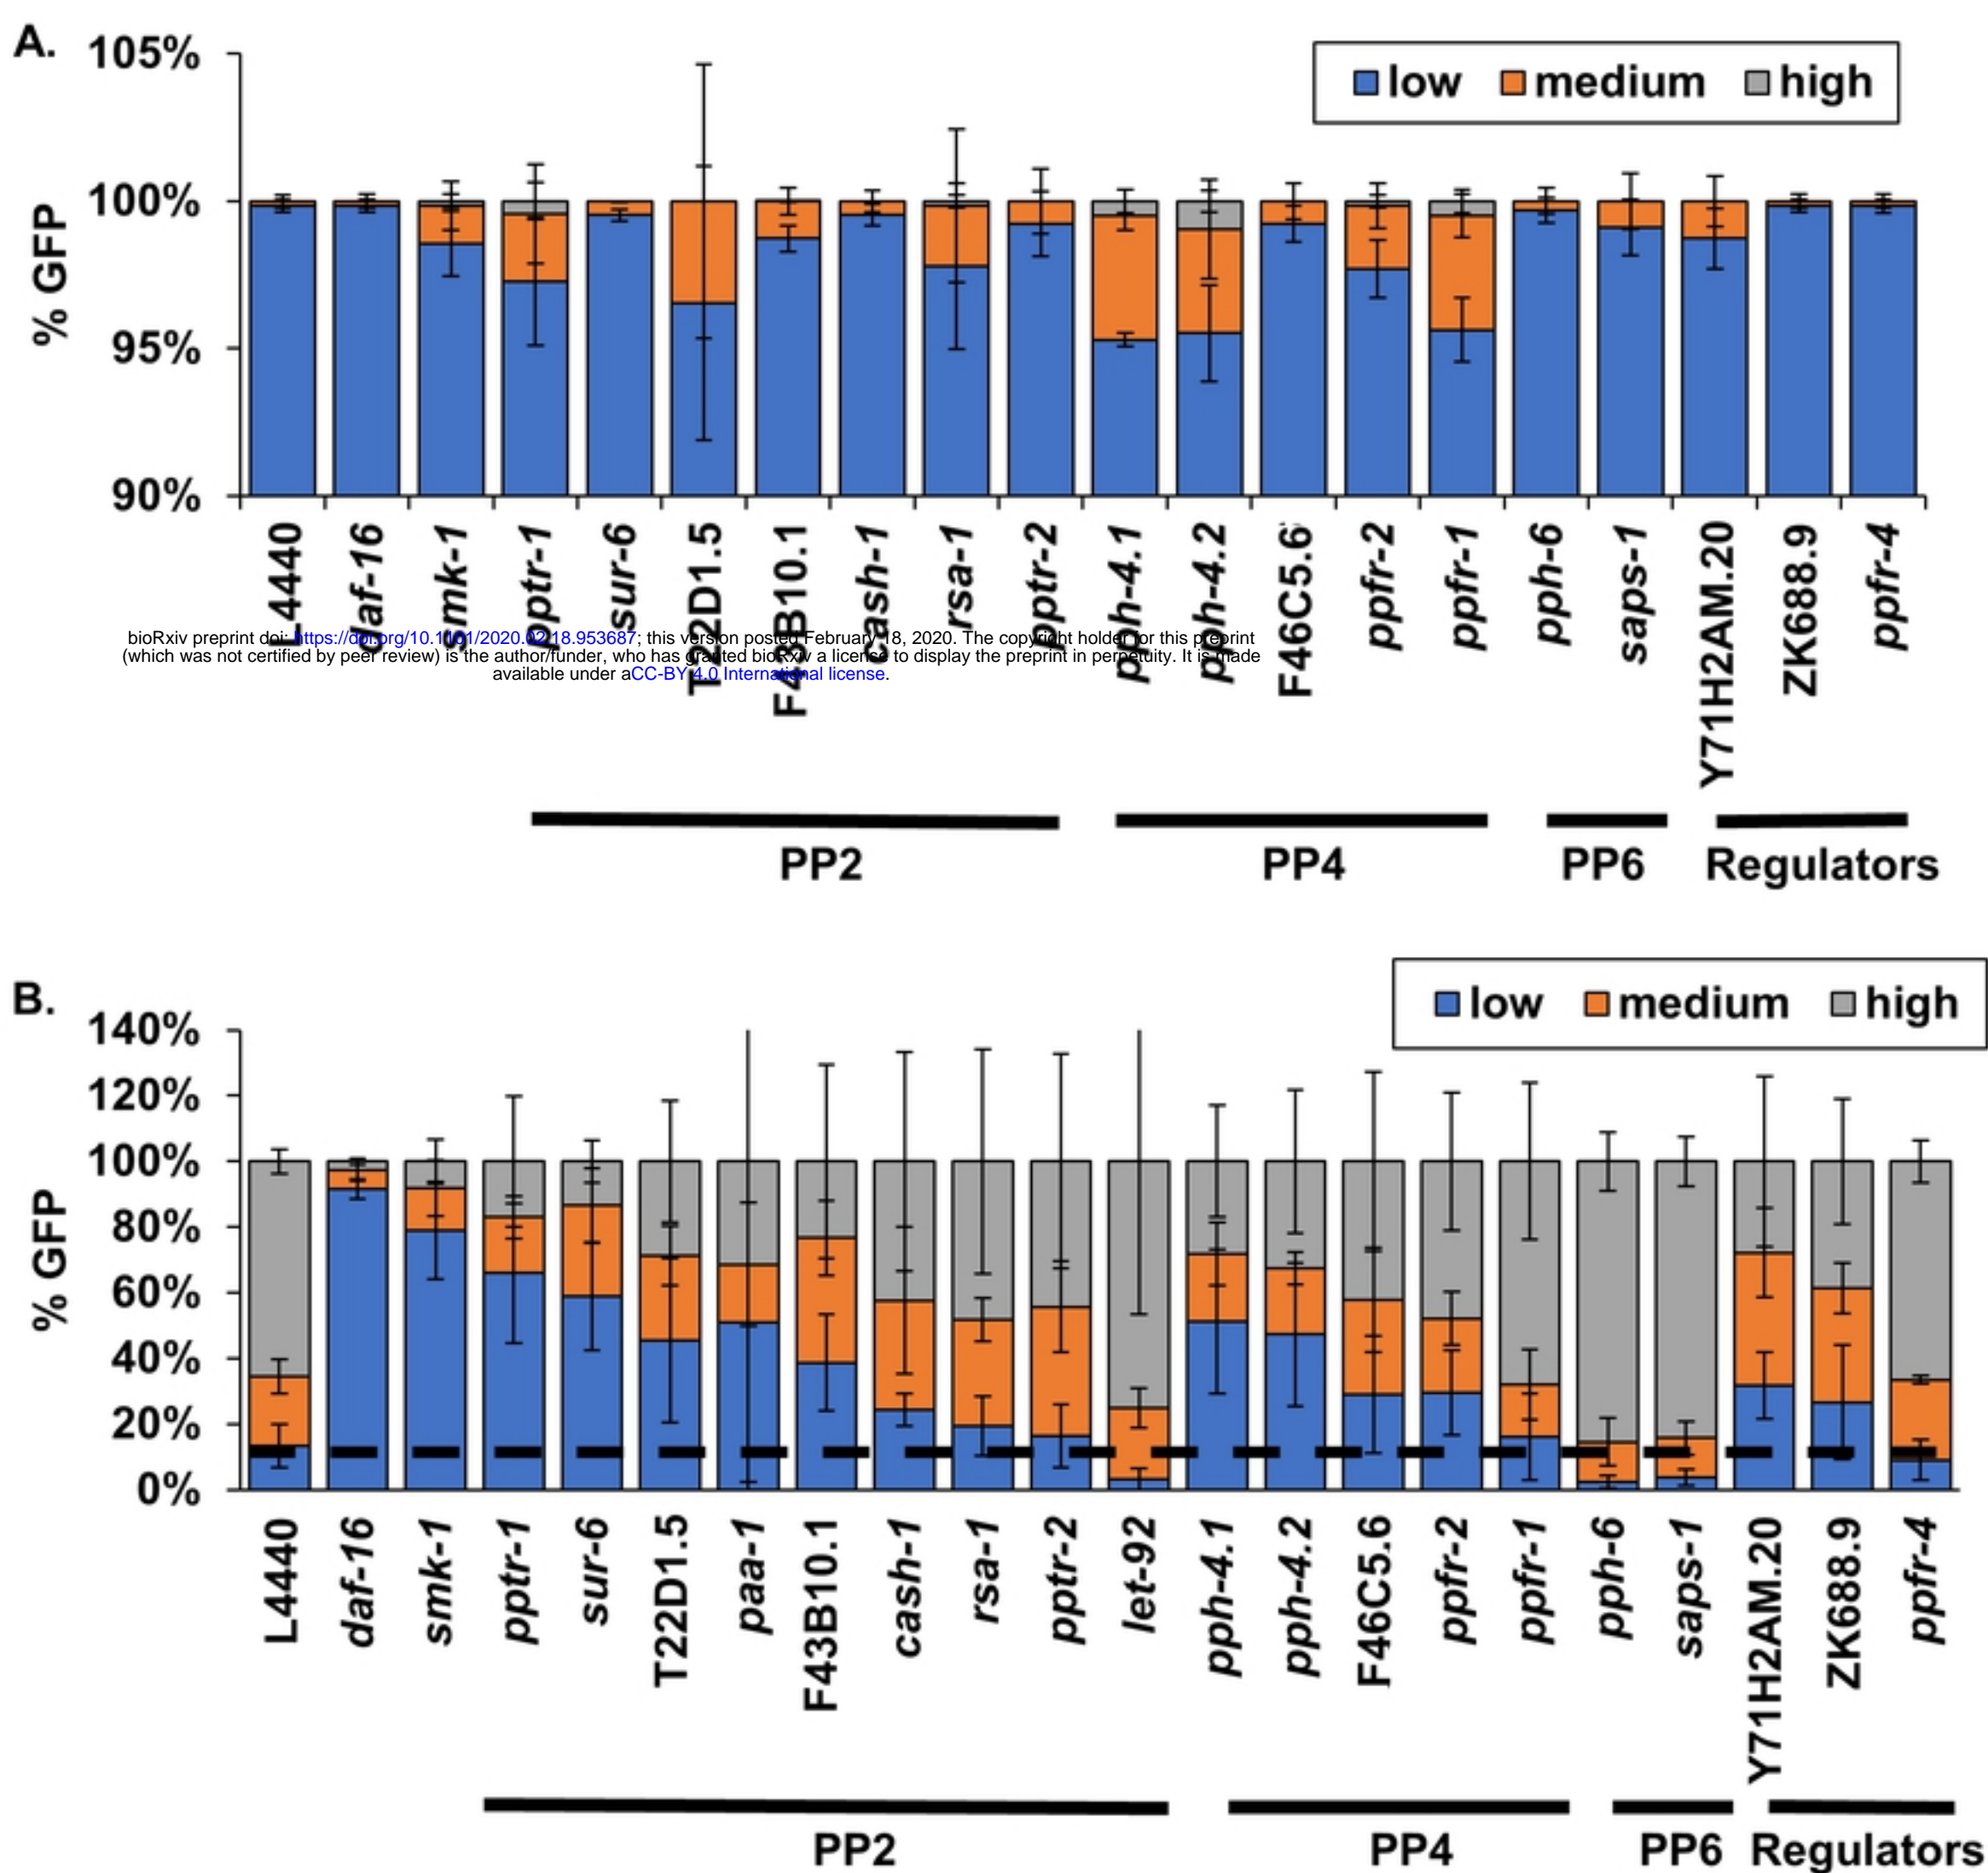 A.
105%
100%
95%
90%
% GFP
low medium high
L4440 daf-16 smk-1 pptr-1 sur-6 T22D1.5 F43B10.1 cash-1 rsa-1 pptr-2 pph-4.1 pph-4.2 F46C5.6 ppfr-2 ppfr-1 pph-6 saps-1 Y71H2AM.20 ZK688.9 ppfr-4
bioRxiv preprint doi: https://doi.org/10.1101/2020.02.18.953687; this version posted February 18, 2020. The copyright holder for this preprint
(which was not certified by peer review) is the author/funder, who has granted bioRxiv a license to display the preprint in perpetuity. It is made
available under aCC-BY 4.0 International license.
PP2 PP4 PP6 Regulators
B.
140%
120%
100%
80%
60%
40%
20%
0%
% GFP
low medium high
L4440 daf-16 smk-1 pptr-1 sur-6 T22D1.5 paa-1 F43B10.1 cash-1 rsa-1 pptr-2 let-92 pph-4.1 pph-4.2 F46C5.6 ppfr-2 ppfr-1 pph-6 saps-1 Y71H2AM.20 ZK688.9 ppfr-4
PP2 PP4 PP6 Regulators